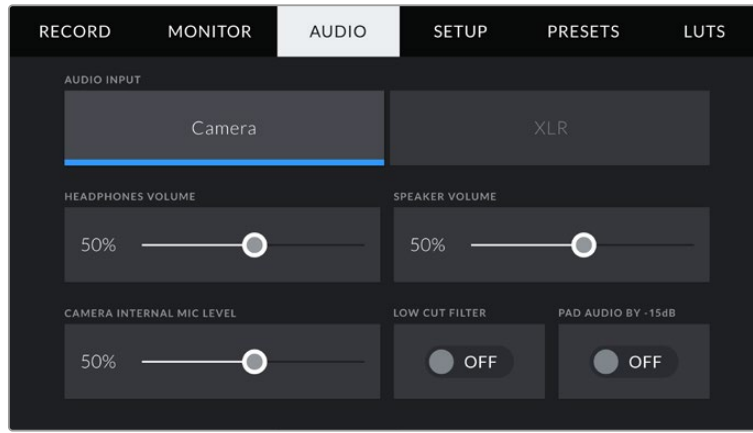 RECORD MONITOR AUDIO SETUP PRESETS LUTS
AUDIO INPUT
Camera XLR
HEADPHONES VOLUME SPEAKER VOLUME
50% 50%
CAMERA INTERNAL MIC LEVEL LOW CUT FILTER PAD AUDIO BY -15dB
50% OFF OFF